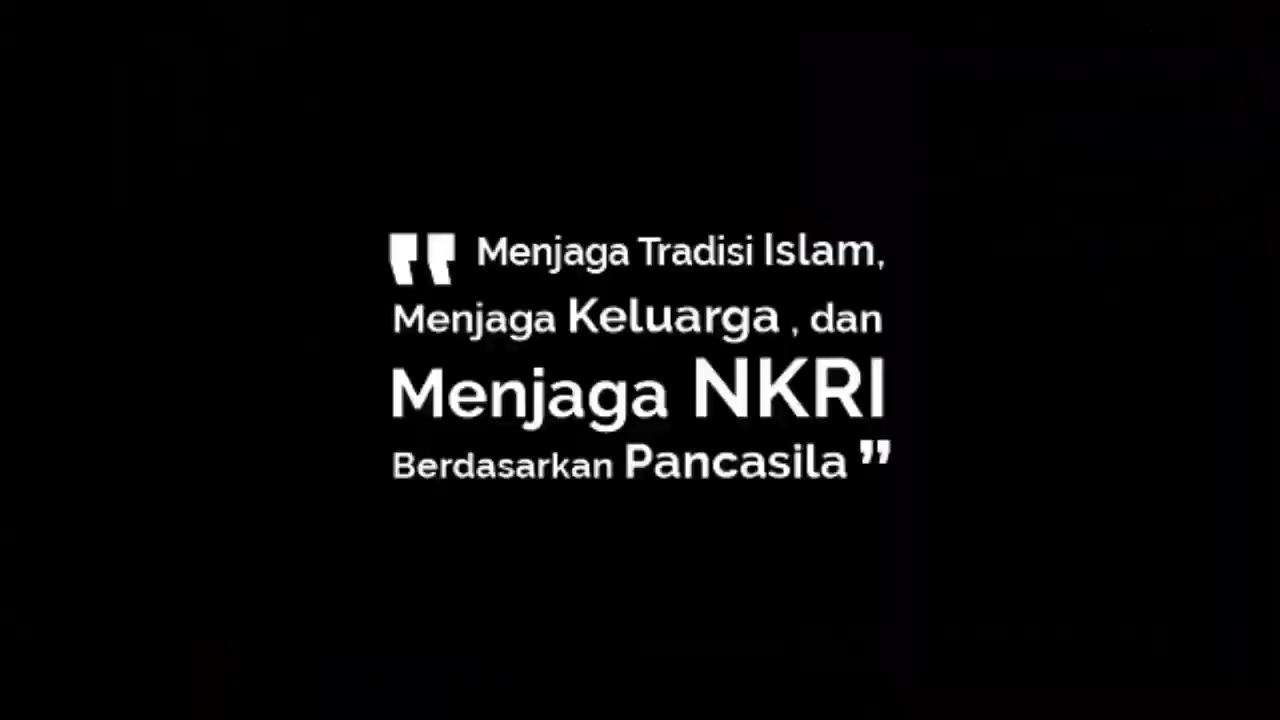 " Menjaga Tradisi Islam,
Menjaga Keluarga , dan
Menjaga NKRI
Berdasarkan Pancasila ”